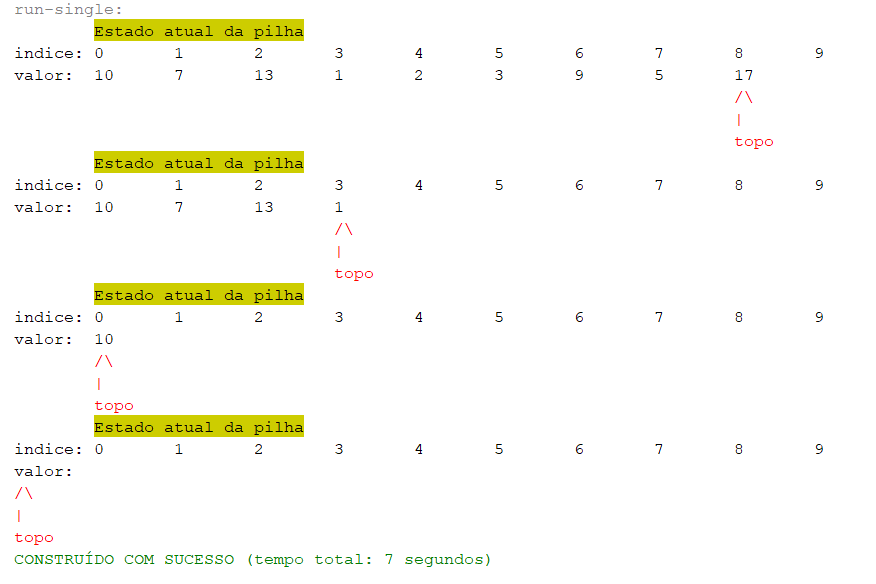 run-single:
Estado atual da pilha
indice: 0 1 2 3 4 5 6 7 8 9
valor: 10 7 13 1 2 3 9 5 17
/\
|
topo
Estado atual da pilha
indice: 0 1 2 3 4 5 6 7 8 9
valor: 10 7 13 1
/\
|
topo
Estado atual da pilha
indice: 0 1 2 3 4 5 6 7 8 9
valor: 10
/\
|
topo
Estado atual da pilha
indice: 0 1 2 3 4 5 6 7 8 9
valor:
/\
|
topo
CONSTRUÍDO COM SUCESSO (tempo total: 7 segundos)